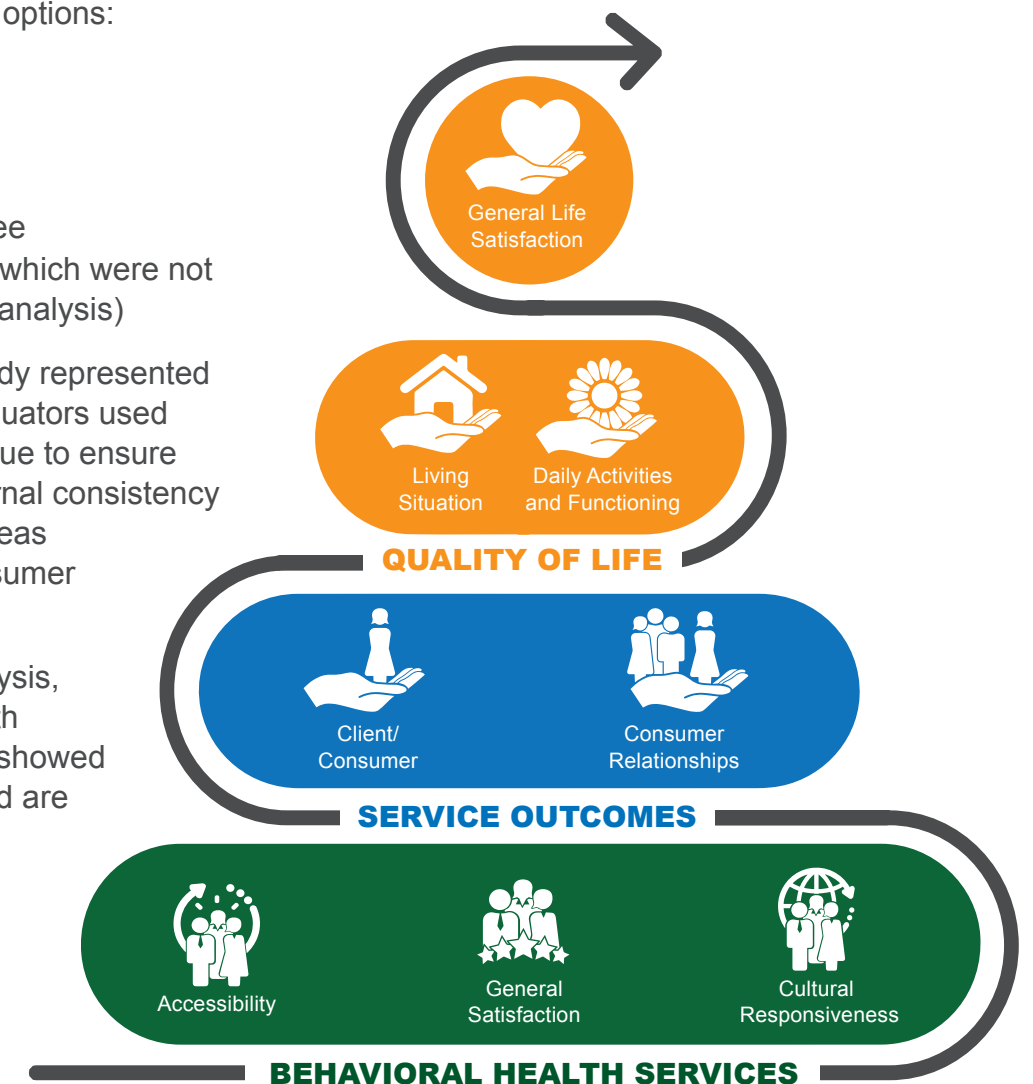 options:
ee
which were not
analysis)
dy represented
uators used
ue to ensure
rnal consistency
eas
sumer
ysis,
th
showed
d are
General Life
Satisfaction
Living
Situation
Daily Activities
and Functioning
QUALITY OF LIFE
Client/
Consumer
Consumer
Relationships
SERVICE OUTCOMES
Accessibility
General
Satisfaction
Cultural
Responsiveness
BEHAVIORAL HEALTH SERVICES